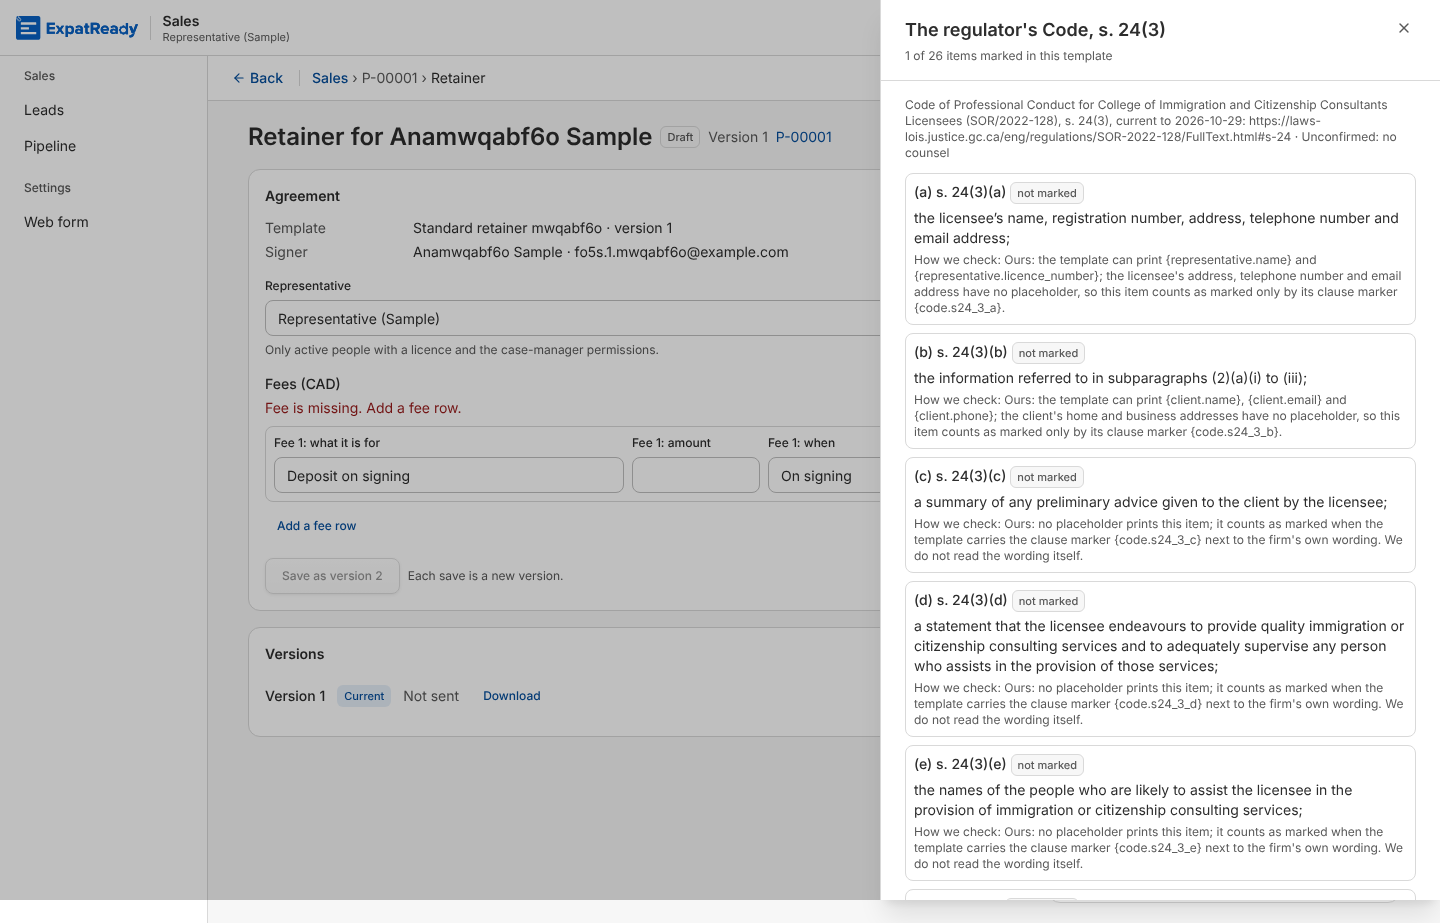 ExpatReady
Sales
Representative (Sample)
Sales
Leads
Pipeline
Settings
Web form
← Back
Sales › P-00001 › Retainer
Retainer for Anamwqabf6o Sample Draft Version 1 P-00001
Agreement
Template Standard retainer mwqabf6o · version 1
Signer Anamwqabf6o Sample · fo5s.1.mwqabf6o@example.com
Representative
Representative (Sample)
Only active people with a licence and the case-manager permissions.
Fees (CAD)
Fee is missing. Add a fee row.
Fee 1: what it is for Fee 1: amount Fee 1: when
Deposit on signing On signing
Add a fee row
Save as version 2 Each save is a new version.
Versions
Version 1 Current Not sent Download
The regulator's Code, s. 24(3)
1 of 26 items marked in this template
Code of Professional Conduct for College of Immigration and Citizenship Consultants
Licensees (SOR/2022-128), s. 24(3), current to 2026-10-29: https://laws-
lois.justice.gc.ca/eng/regulations/SOR-2022-128/FullText.html#s-24 · Unconfirmed: no
counsel
(a) s. 24(3)(a) not marked
the licensee’s name, registration number, address, telephone number and
email address;
How we check: Ours: the template can print {representative.name} and
{representative.licence_number}; the licensee's address, telephone number and email
address have no placeholder, so this item counts as marked only by its clause marker
{code.s24_3_a}.
(b) s. 24(3)(b) not marked
the information referred to in subparagraphs (2)(a)(i) to (iii);
How we check: Ours: the template can print {client.name}, {client.email} and
{client.phone}; the client's home and business addresses have no placeholder, so this
item counts as marked only by its clause marker {code.s24_3_b}.
(c) s. 24(3)(c) not marked
a summary of any preliminary advice given to the client by the licensee;
How we check: Ours: no placeholder prints this item; it counts as marked when the
template carries the clause marker {code.s24_3_c} next to the firm's own wording. We
do not read the wording itself.
(d) s. 24(3)(d) not marked
a statement that the licensee endeavours to provide quality immigration or
citizenship consulting services and to adequately supervise any person
who assists in the provision of those services;
How we check: Ours: no placeholder prints this item; it counts as marked when the
template carries the clause marker {code.s24_3_d} next to the firm's own wording. We
do not read the wording itself.
(e) s. 24(3)(e) not marked
the names of the people who are likely to assist the licensee in the
provision of immigration or citizenship consulting services;
How we check: Ours: no placeholder prints this item; it counts as marked when the
template carries the clause marker {code.s24_3_e} next to the firm's own wording. We
do not read the wording itself.